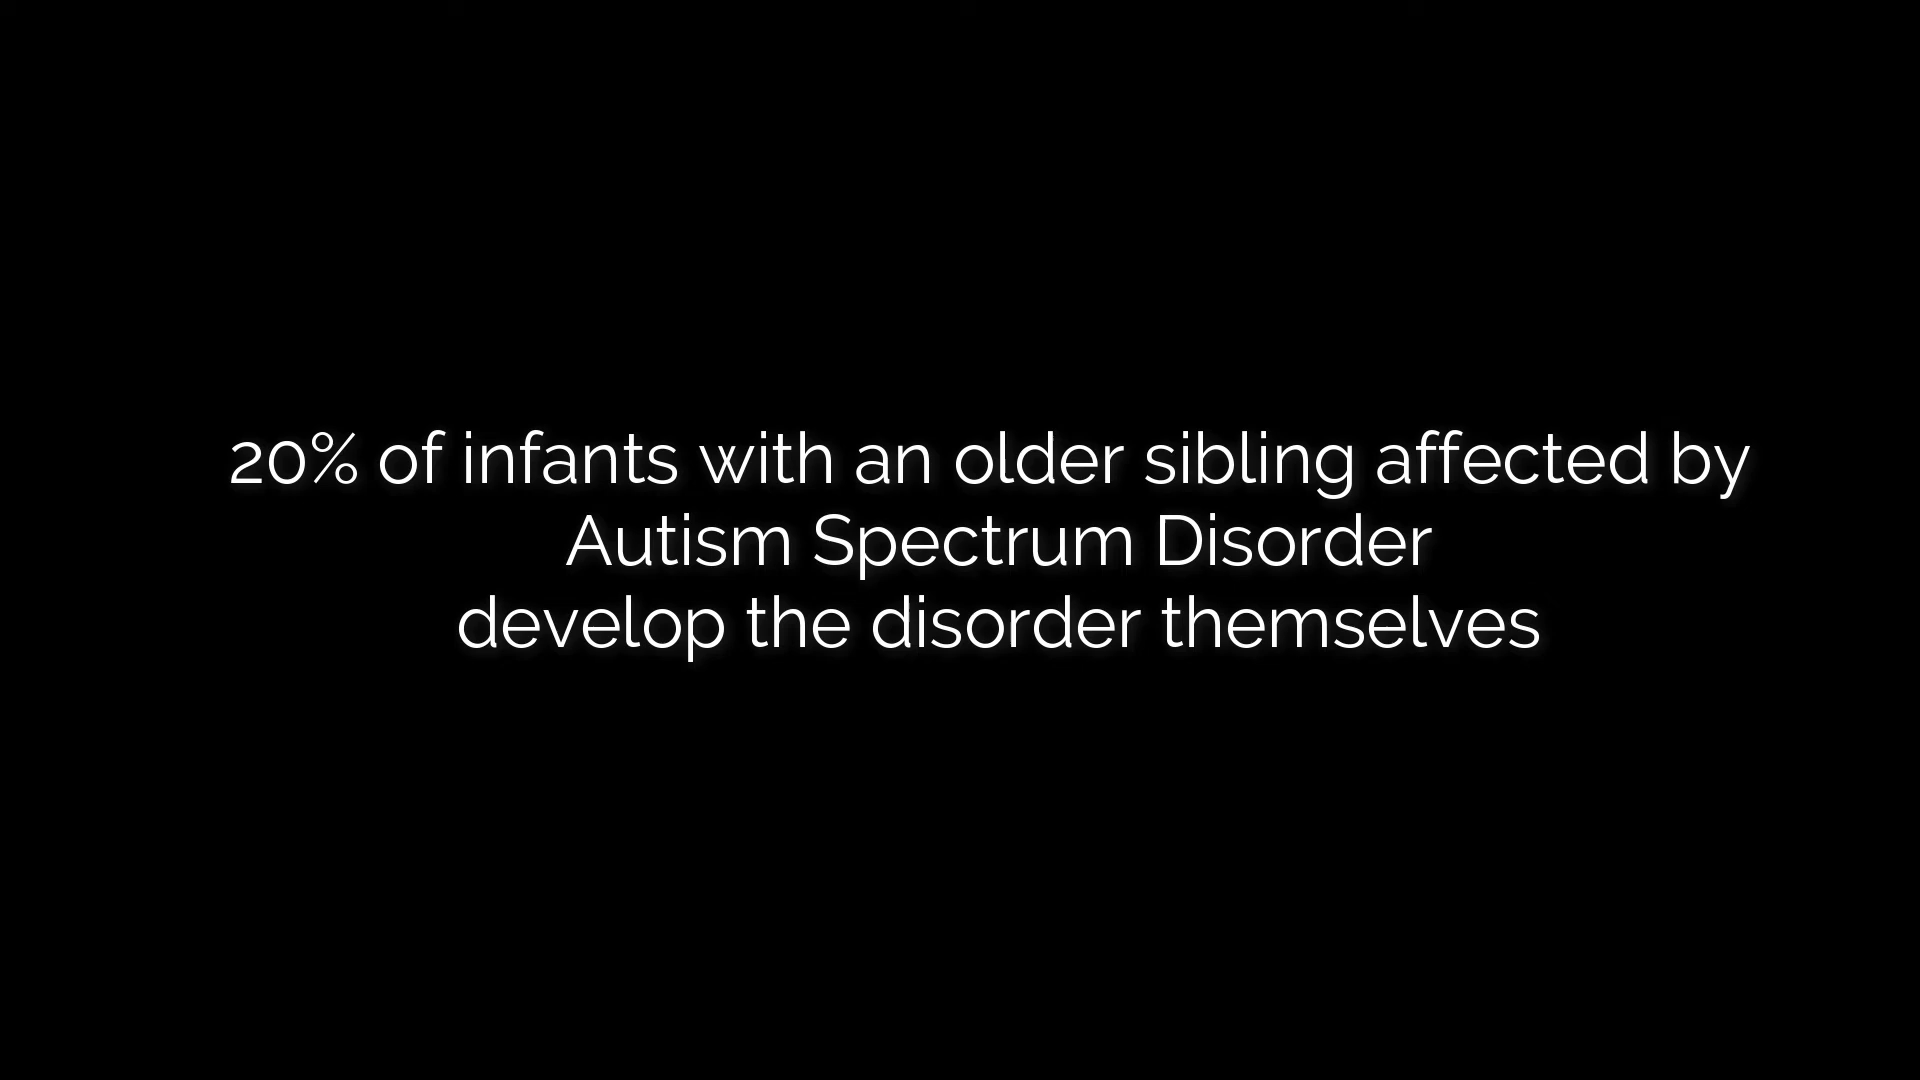 20% of infants with an older sibling affected by
Autism Spectrum Disorder
develop the disorder themselves